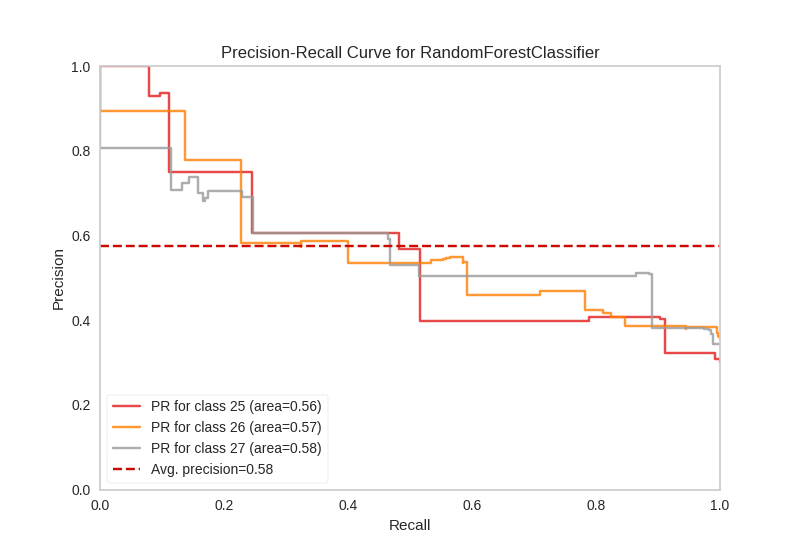 Precision-Recall Curve for RandomForestClassifier
1.0
0.8
0.6
0.4
0.2
0.0
Precision
PR for class 25 (area=0.56)
PR for class 26 (area=0.57)
PR for class 27 (area=0.58)
Avg. precision=0.58
0.0 0.2 0.4 0.6 0.8 1.0
Recall